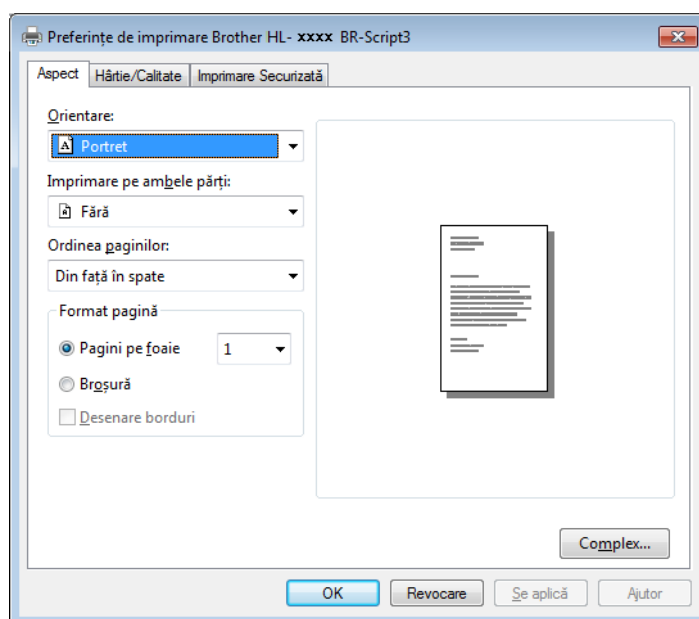 Preferințe de imprimare Brother HL- xxxx BR-Script3
Aspect Hârtie/Calitate Imprimare Securizată
Orientare:
A Portret
Imprimare pe ambele părți:
Fără
Ordinea paginilor:
Din față în spate
Format pagină
Pagini pe foaie 1
Broșură
Desenare borduri
Complex...
OK Revocare Se aplică Ajutor